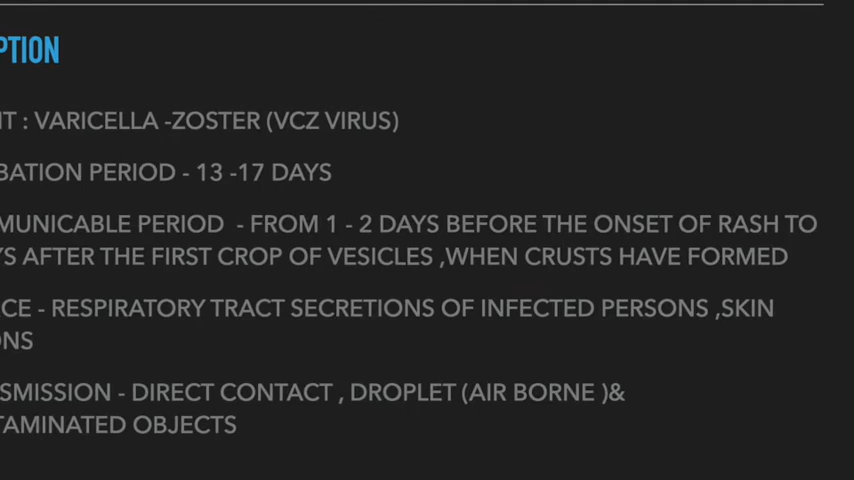 PTION
NT : VARICELLA -ZOSTER (VCZ VIRUS)
BATION PERIOD - 13 -17 DAYS
MUNICABLE PERIOD - FROM 1 - 2 DAYS BEFORE THE ONSET OF RASH TO
YS AFTER THE FIRST CROP OF VESICLES ,WHEN CRUSTS HAVE FORMED
CE - RESPIRATORY TRACT SECRETIONS OF INFECTED PERSONS ,SKIN
ONS
SMISSION - DIRECT CONTACT , DROPLET (AIR BORNE )&
TAMINATED OBJECTS